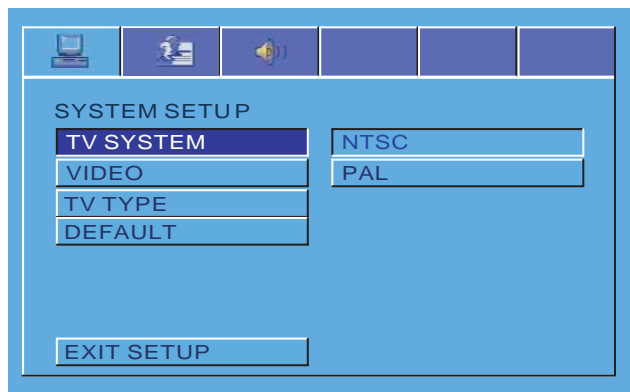 SYSTEM SETUP
TV SYSTEM
NTSC
VIDEO
PAL
TV TYPE
DEFAULT
EXIT SETUP